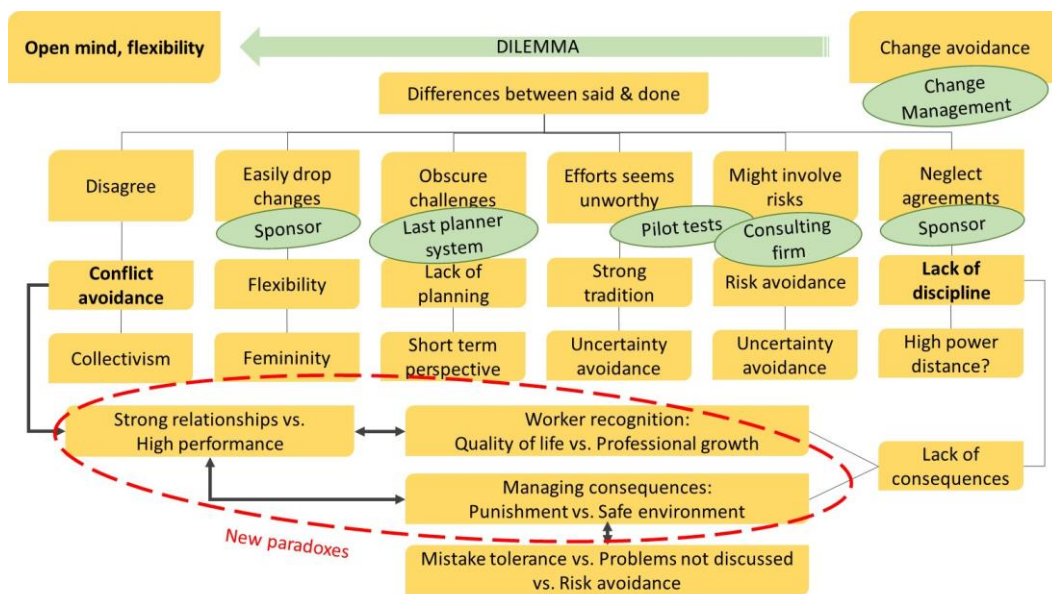 Open mind, flexibility
DILEMMA
Change avoidance
Change
Management
Differences between said & done
Disagree
Easily drop
changes
Obscure
challenges
Efforts seems
unworthy
Might involve
risks
Neglect
agreements
Sponsor
Last planner
system
Pilot tests
Consulting
firm
Sponsor
Conflict
avoidance
Flexibility
Lack of
planning
Strong
tradition
Risk avoidance
Lack of
discipline
Collectivism
Femininity
Short term
perspective
Uncertainty
avoidance
Uncertainty
avoidance
High power
distance?
Strong relationships vs.
High performance
Worker recognition:
Quality of life vs. Professional growth
Lack of
consequences
Managing consequences:
Punishment vs. Safe environment
New paradoxes
Mistake tolerance vs. Problems not discussed
vs. Risk avoidance